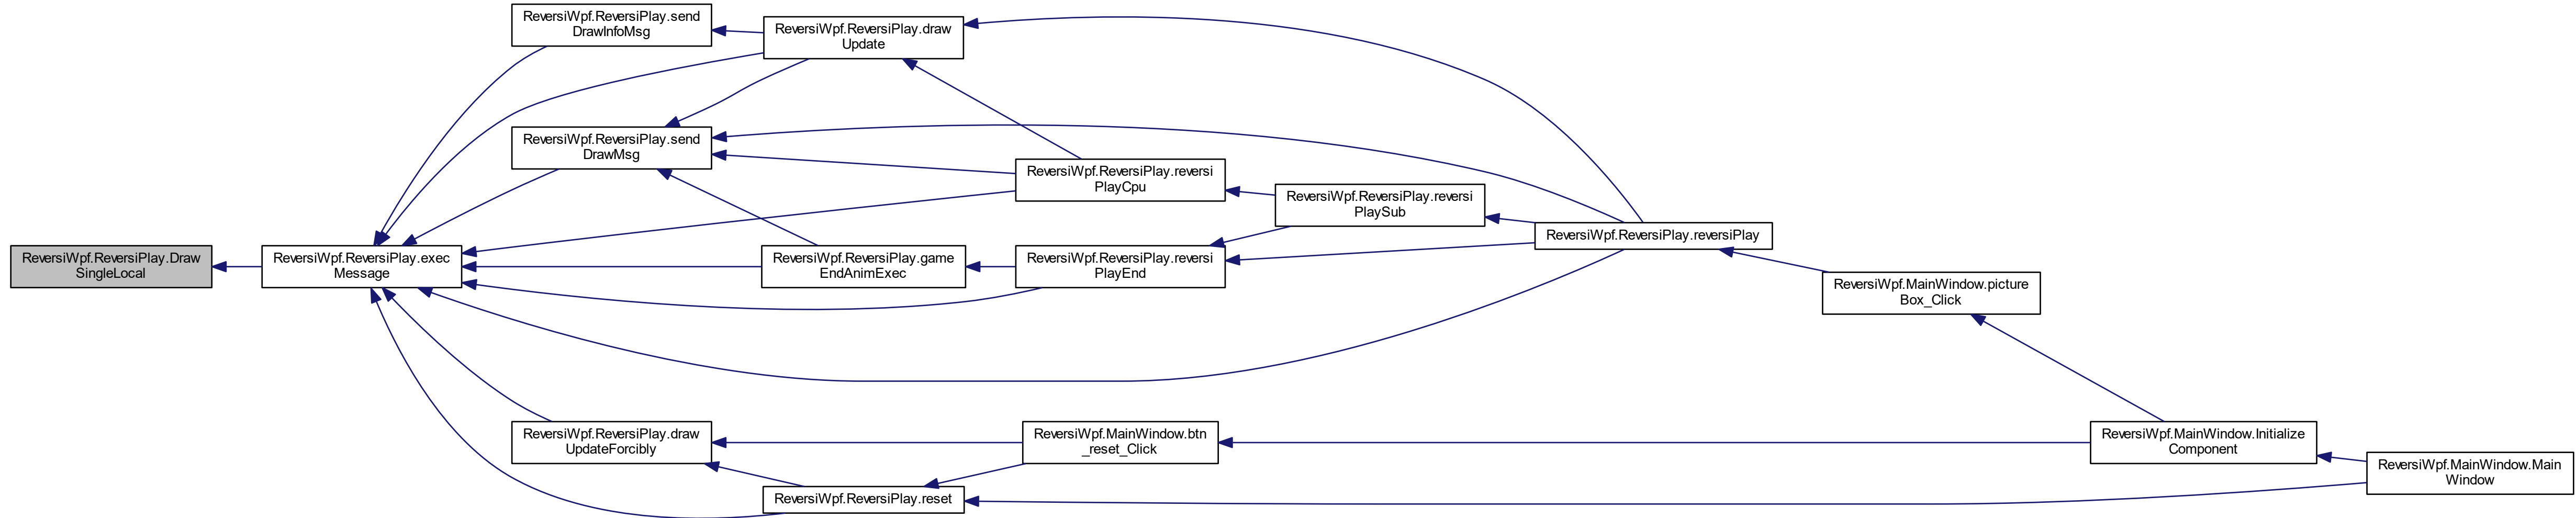 ReversiWpf.ReversiPlay.Draw
SingleLocal
ReversiWpf.ReversiPlay.exec
Message
ReversiWpf.ReversiPlay.send
DrawInfoMsg
ReversiWpf.ReversiPlay.draw
Update
ReversiWpf.ReversiPlay.send
DrawMsg
ReversiWpf.ReversiPlay.reversi
PlayCpu
ReversiWpf.ReversiPlay.reversi
PlaySub
ReversiWpf.ReversiPlay.reversiPlay
ReversiWpf.ReversiPlay.game
EndAnimExec
ReversiWpf.ReversiPlay.reversi
PlayEnd
ReversiWpf.MainWindow.picture
Box_Click
ReversiWpf.ReversiPlay.draw
UpdateForcibly
ReversiWpf.MainWindow.btn
_reset_Click
ReversiWpf.MainWindow.Initialize
Component
ReversiWpf.ReversiPlay.reset
ReversiWpf.MainWindow.Main
Window